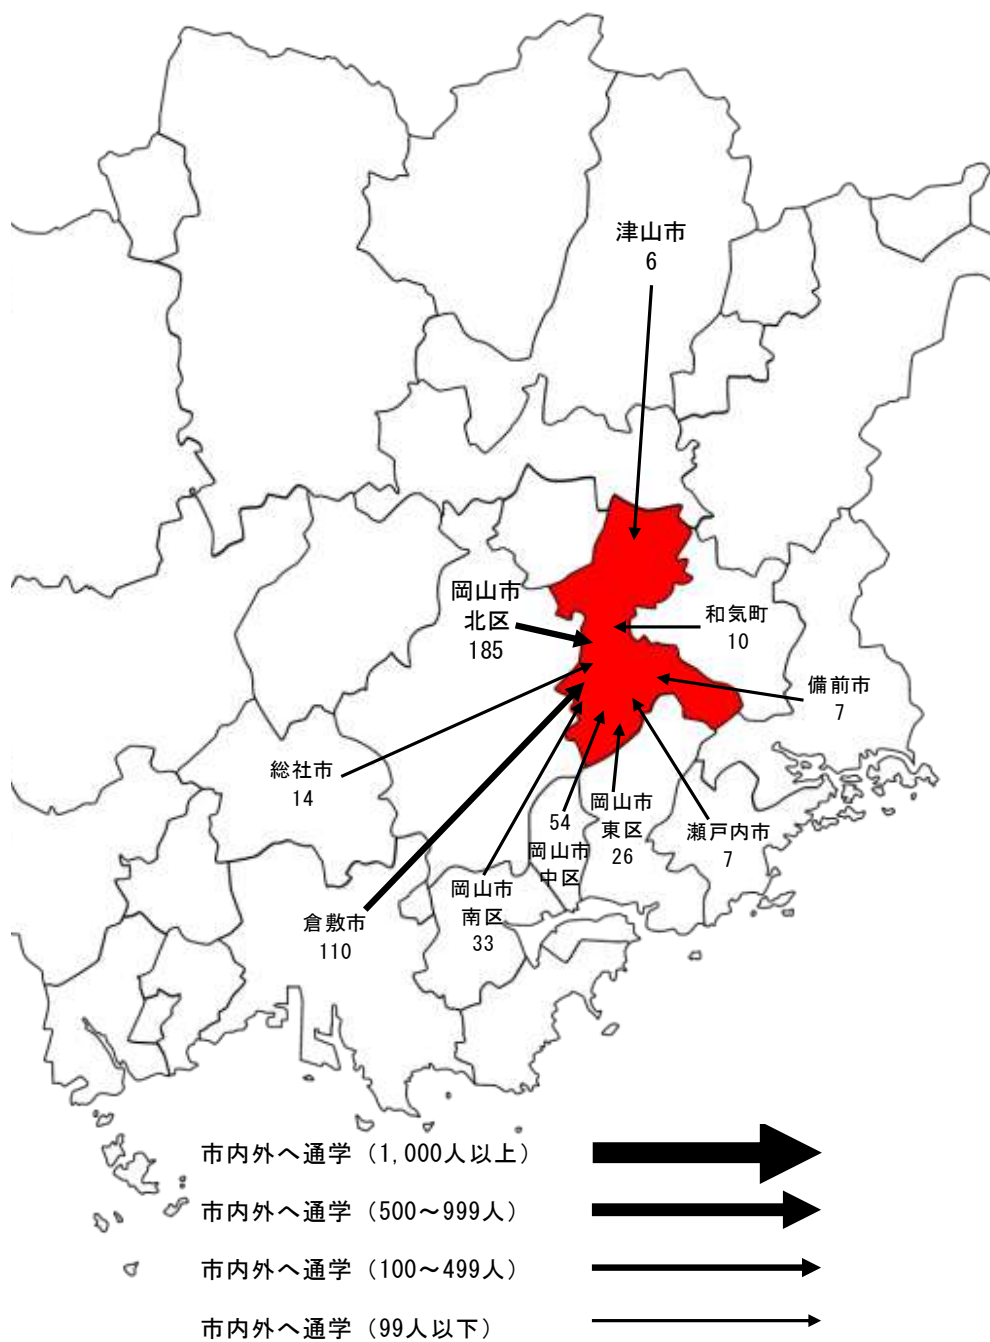 津山市
6
岡山市
北区
185
和気町
10
備前市
7
総社市
14
54
岡山市
中区
岡山市
東区
26
瀬戸内市
7
岡山市
南区
33
倉敷市
110
市内外へ通学（1,000人以上）
市内外へ通学（500～999人）
市内外へ通学（100～499人）
市内外へ通学（99人以下）